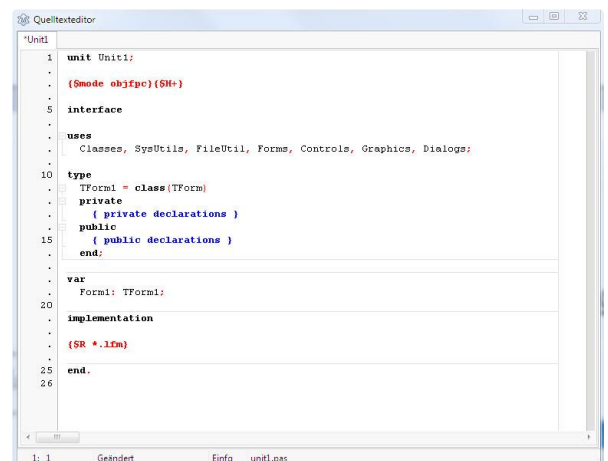 Quelltexteditor
*Unit1
1 unit Unit1;
.
. {$mode objfpc}{$H+}
.
5 interface
.
. uses
. Classes, SysUtils, FileUtil, Forms, Controls, Graphics, Dialogs;
.
10 type
. TForm1 = class(TForm)
. private
. { private declarations }
. public
15 { public declarations }
. end;
.
. var
. Form1: TForm1;
20
. implementation
.
. {$R *.lfm}
.
25 end.
26
1: 1 Geändert Einfg unit1.pas